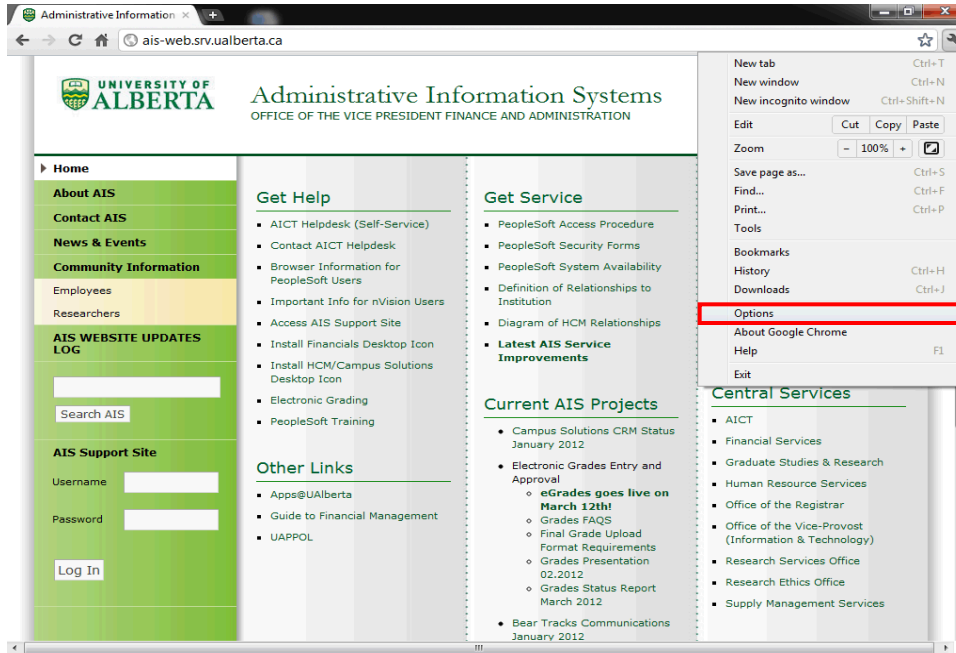 Administrative Information
ais-web.srv.ualberta.ca
UNIVERSITY OF
ALBERTA
Administrative Inf­ormation Systems
OFFICE OF THE VICE PRESIDENT FINANCE AND ADMINISTRATION
Home
About AIS
Contact AIS
News & Events
Community Information
Employees
Researchers
AIS WEBSITE UPDATES
LOG
Search AIS
AIS Support Site
Username
Password
Log In
Get Help
AICT Helpdesk (Self-Service)
Contact AICT Helpdesk
Browser Information for
PeopleSoft Users
Important Info for nVision Users
Access AIS Support Site
Install Financials Desktop Icon
Install HCM/Campus Solutions
Desktop Icon
Electronic Grading
PeopleSoft Training
Other Links
Apps@UAlberta
Guide to Financial Management
UAPPOL
Get Service
PeopleSoft Access Procedure
PeopleSoft Security Forms
PeopleSoft System Availability
Definition of Relationships to
Institution
Diagram of HCM Relationships
Latest AIS Service
Improvements
Current AIS Projects
Campus Solutions CRM Status
January 2012
Electronic Grades Entry and
Approval
eGrades goes live on
March 12th!
Grades FAQS
Final Grade Upload
Format Requirements
Grades Presentation
02.2012
Grades Status Report
March 2012
Bear Tracks Communications
January 2012
New tab Ctrl+T
New window Ctrl+N
New incognito window Ctrl+Shift+N
Edit Cut Copy Paste
Zoom - 100% +
Save page as... Ctrl+S
Find... Ctrl+F
Print... Ctrl+P
Tools
Bookmarks
History Ctrl+H
Downloads Ctrl+J
Options
About Google Chrome
Help F1
Exit
Central Services
AICT
Financial Services
Graduate Studies & Research
Human Resource Services
Office of the Registrar
Office of the Vice-Provost
(Information & Technology)
Research Services Office
Research Ethics Office
Supply Management Services